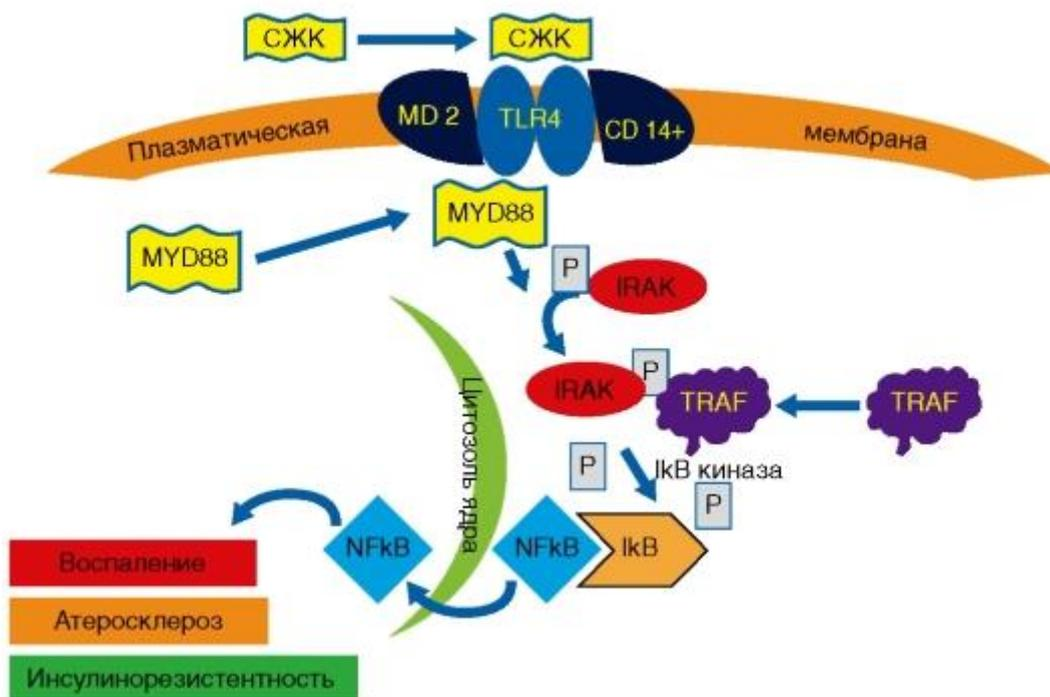 СЖК
СЖК
MD 2
TLR4
CD 14+
Плазматическая
мембрана
MYD88
MYD88
P
IRAK
IRAK
P
TRAF
TRAF
Цитозоль ядра
P
IkB киназа
P
NFkB
NFkB
IkB
Воспаление
Атеросклероз
Инсулинорезистентность